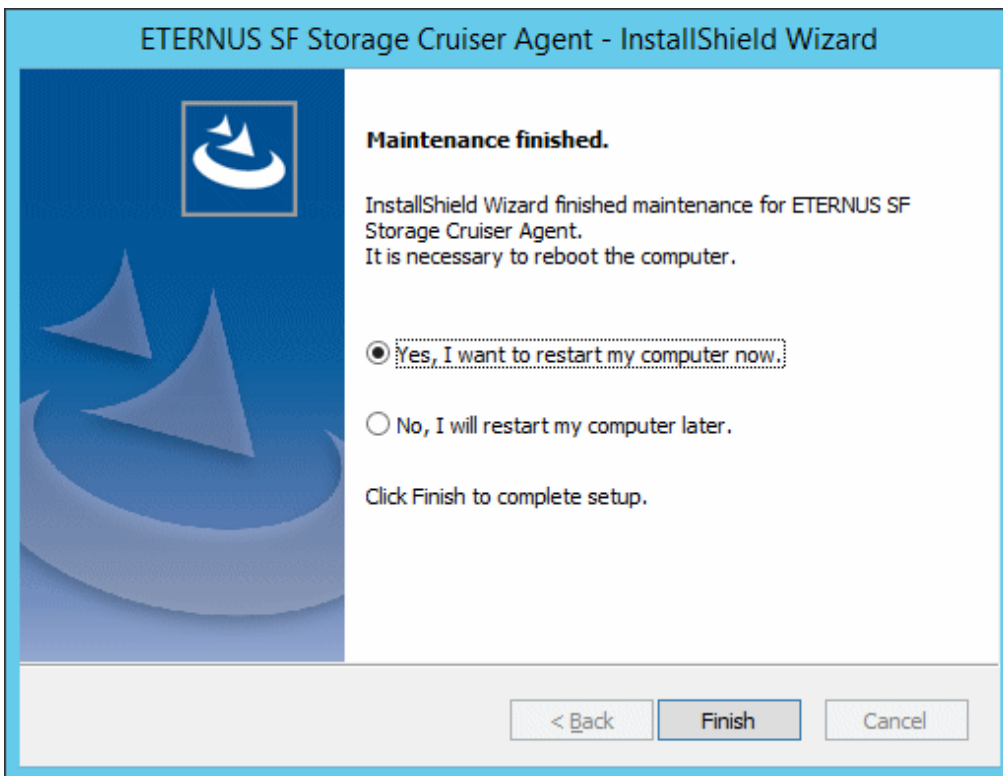 ETERNUS SF Storage Cruiser Agent - InstallShield Wizard
Maintenance finished.
InstallShield Wizard finished maintenance for ETERNUS SF
Storage Cruiser Agent.
It is necessary to reboot the computer.
Yes, I want to restart my computer now.
No, I will restart my computer later.
Click Finish to complete setup.
< Back Finish Cancel